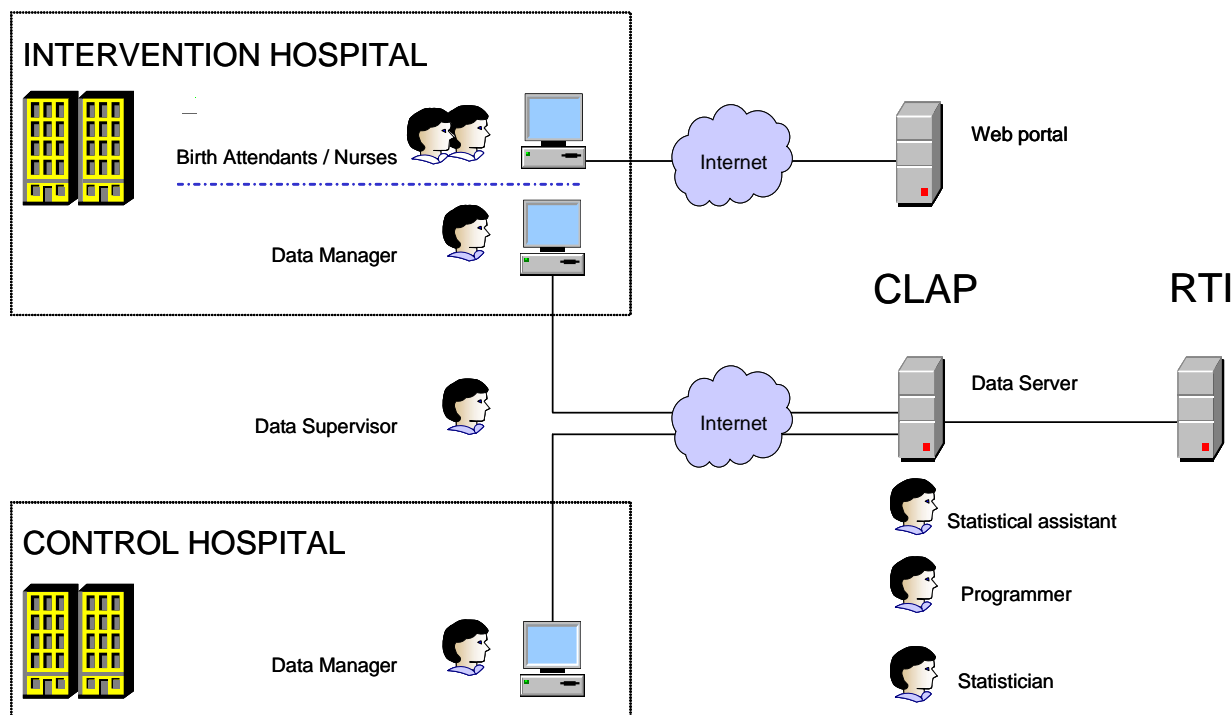 INTERVENTION HOSPITAL
Birth Attendants / Nurses
Internet
Web portal
Data Manager
CLAP
RTI
Data Server
Data Supervisor
Internet
Statistical assistant
CONTROL HOSPITAL
Programmer
Data Manager
Statistician